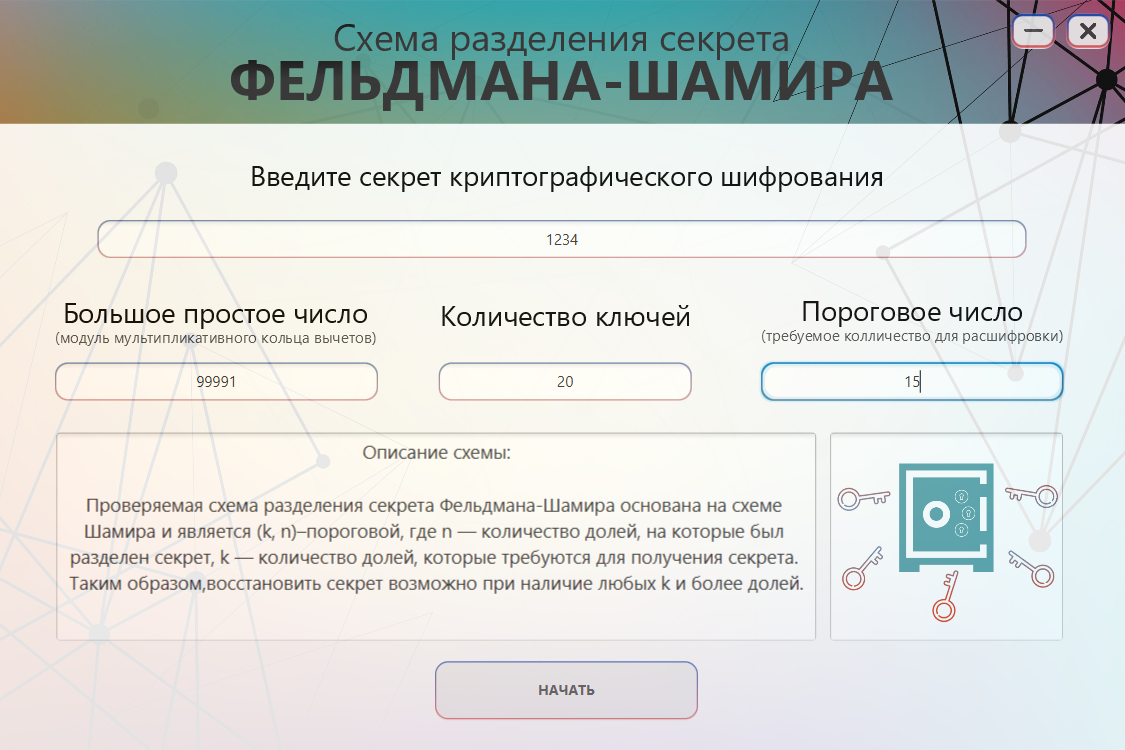 Схема разделения секрета
ФЕЛЬДМАНА-ШАМИРА
Введите секрет криптографического шифрования
1234
Большое простое число
(модуль мультипликативного кольца вычетов)
99991
Количество ключей
20
Пороговое число
(требуемое колличество для расшифровки)
15
Описание схемы:
Проверяемая схема разделения секрета Фельдмана-Шамира основана на схеме
Шамира и является (k, n)–пороговой, где n — количество долей, на которые был
разделен секрет, k — количество долей, которые требуются для получения секрета.
Таким образом,восстановить секрет возможно при наличие любых k и более долей.
НАЧАТЬ